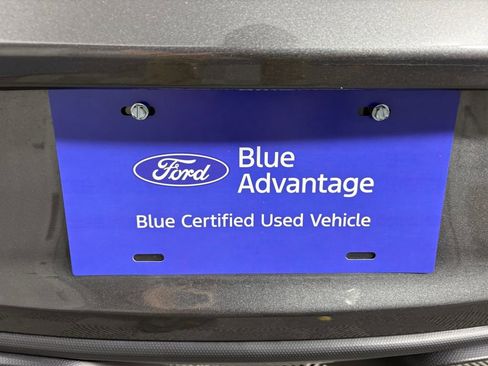 Ford
Blue
Advantage
Blue Certified Used Vehicle